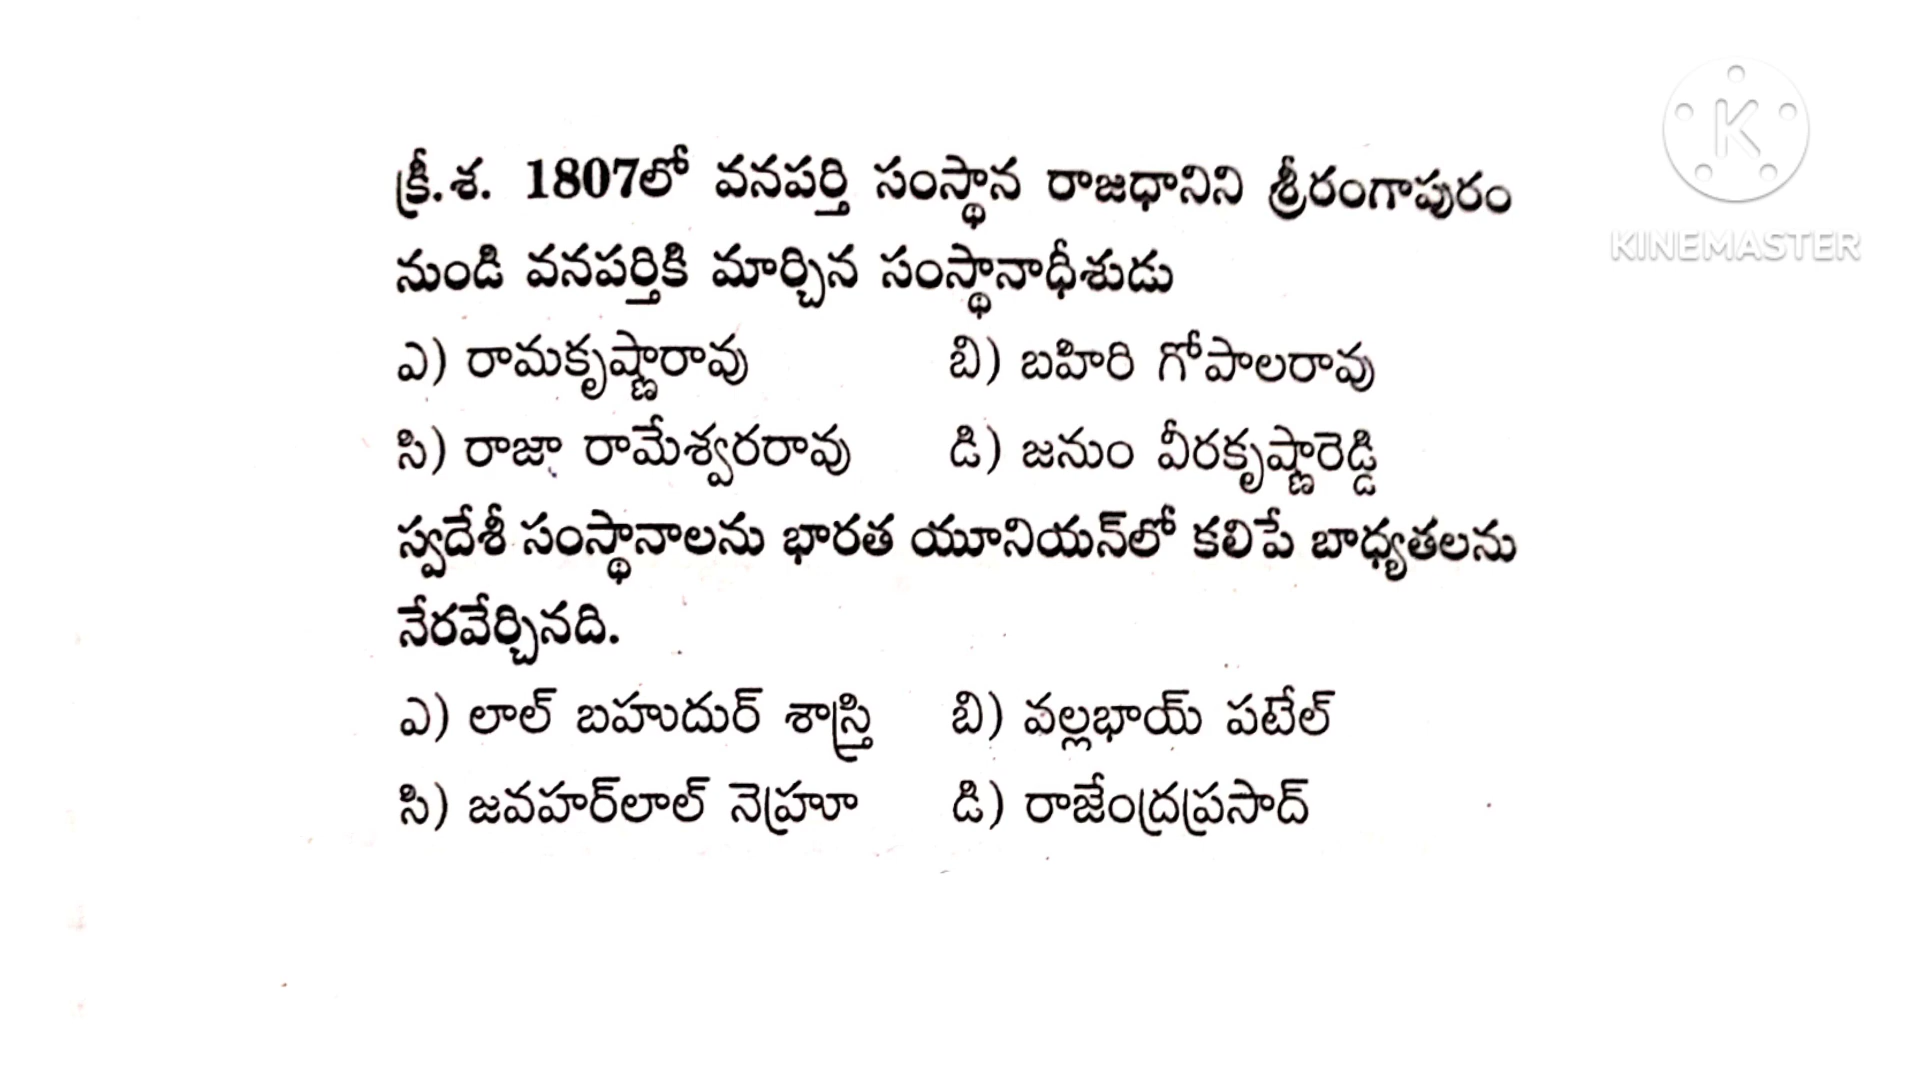 క్రీ.శ. 1807లో వనపర్తి సంస్థాన రాజధానిని శ్రీరంగాపురం
నుండి వనపర్తికి మార్చిన సంస్థానాధీశుడు
ఎ) రామకృష్ణారావు బి) బహిరి గోపాలరావు
సి) రాజా రామేశ్వరరావు డి) జనుం వీరకృష్ణారెడ్డి
స్వదేశీ సంస్థానాలను భారత యూనియన్‌లో కలిపే బాధ్యతలను
నేరవేర్చినది.
ఎ) లాల్ బహుదుర్ శాస్త్రి బి) వల్లభాయ్ పటేల్
సి) జవహర్‌లాల్ నెహ్రూ డి) రాజేంద్రప్రసాద్
K
KINEMASTER